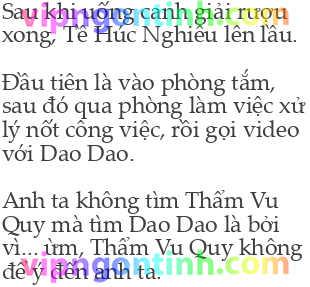 Sau khi uống canh giải rượu
xong, Tề Húc Nghiêu lên lầu.
Đầu tiên là vào phòng tắm,
sau đó qua phòng làm việc xử
lý nốt công việc, rồi gọi video
với Dao Dao.
Anh ta không tìm Thẩm Vu
Quy mà tìm Dao Dao là bởi
vì… ừm, Thẩm Vu Quy không
để ý đến anh ta.
vipngontinh.com
vipngontinh.com